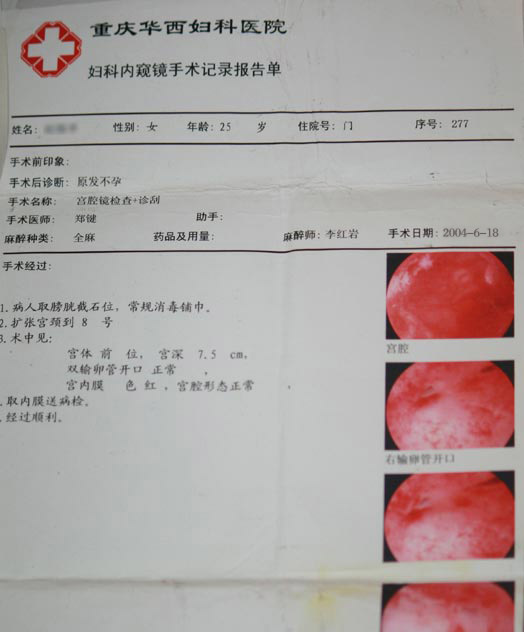 重庆华西妇科医院
妇科内窥镜手术记录报告单
姓名: 性别: 女 年龄: 25 岁 住院号: 门 序号: 277
手术前印象:
手术后诊断: 原发不孕
手术名称: 宫腔镜检查+诊刮
手术医师: 郑键 助手:
麻醉种类: 全麻 药品及用量: 麻醉师: 李红岩 手术日期: 2004-6-18
手术经过:
1. 病人取膀胱截石位, 常规消毒铺巾。
2. 扩张宫颈到 8 号
3. 术中见:
宫体 前 位, 宫深 7.5 cm,
双输卵管开口 正常 ,
宫内膜 色 红 , 宫腔形态正常 ,
. 取内膜送病检。
. 经过顺利。
宫腔
右输卵管开口